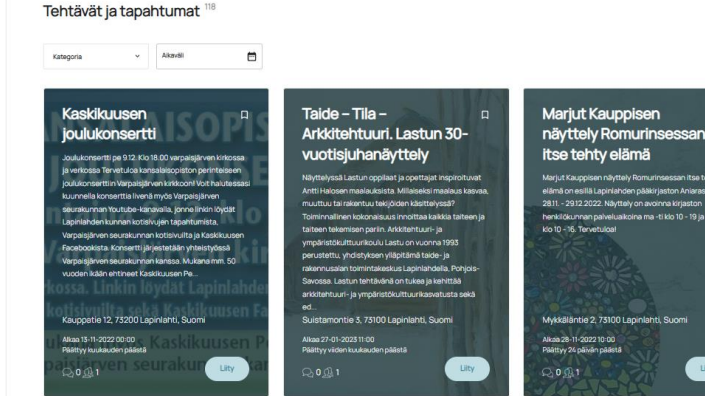 Tehtävät ja tapahtumat 118
Kategoria
Aikaväli
Kaskikuusen
joulukonsertti
Joulukonsertti pe 9.12. Klo 18.00 varpaisjärven kirkossa
ja verkossa Tervetuloa kansalaisopiston perinteiseen
joulukonserttiin Varpaisjärven kirkkoon! Voit halutessasi
kuunnella konserttia livenä myös Varpaisjärven
seurakunnan Youtube-kanavalla, jonne linkin löydät
Lapinlahden kunnan kotisivujen tapahtumista,
Varpaisjärven seurakunnan kotisivuilta ja Kaskikuusen
Facebookista. Konsertti järjestetään yhteistyössä
Varpaisjärven seurakunnan kanssa. Mukana mm. 50
vuoden ikään ehtineet Kaskikuusen Pe...
Kauppatie 12, 73200 Lapinlahti, Suomi
Alkaa 13-11-2022 00:00
Päättyy kuukauden päästä
0 1
Liity
Taide – Tila –
Arkkitehtuuri. Lastun 30-
vuotisjuhanäyttely
Näyttelyssä Lastun oppilaat ja opettajat inspiroituvat
Antti Halosen maalauksista. Millaiseksi maalaus kasvaa,
muuttuu tai rakentuu tekijöiden käsittelyssä?
Toiminnallinen kokonaisuus innoittaa kaikkia taiteen ja
taiteen tekemisen pariin. Arkkitehtuuri- ja
ympäristökulttuurikoulu Lastu on vuonna 1993
perustettu, yhdistyksen ylläpitämä taide- ja
rakennusalan toimintakeskus Lapinlahdella, Pohjois-
Savossa. Lastun tehtävänä on tukea ja kehittää
arkkitehtuuri- ja ympäristökulttuurikasvatusta sekä
ed...
Suistamontie 3, 73100 Lapinlahti, Suomi
Alkaa 27-01-2023 11:00
Päättyy viiden kuukauden päästä
0 1
Liity
Marjut Kauppisen
näyttely Romurinsessan
itse tehty elämä
Marjut Kauppisen näyttely Romurinsessan itse te
elämä on esillä Lapinlahden pääkirjaston Aniaras
28.11. - 29.12.2022. Näyttely on avoinna kirjaston
henkilökunnan palveluaikoina ma -ti klo 10 - 19 ja
klo 10 - 16. Tervetuloa!
Mykkäläntie 2, 73100 Lapinlahti, Suomi
Alkaa 28-11-2022 10:00
Päättyy 24 päivän päästä
0 1